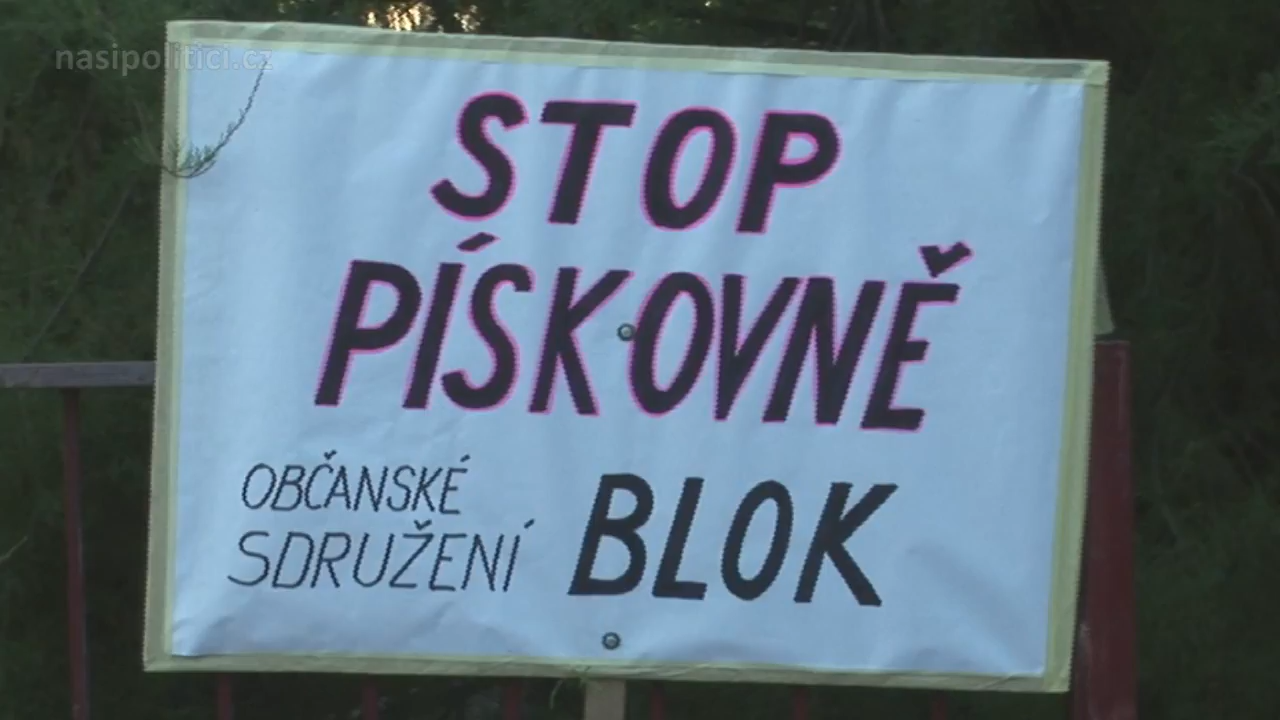 nasipolitici.cz
STOP
PÍSKOVNĚ
OBČANSKÉ
SDRUŽENÍ BLOK